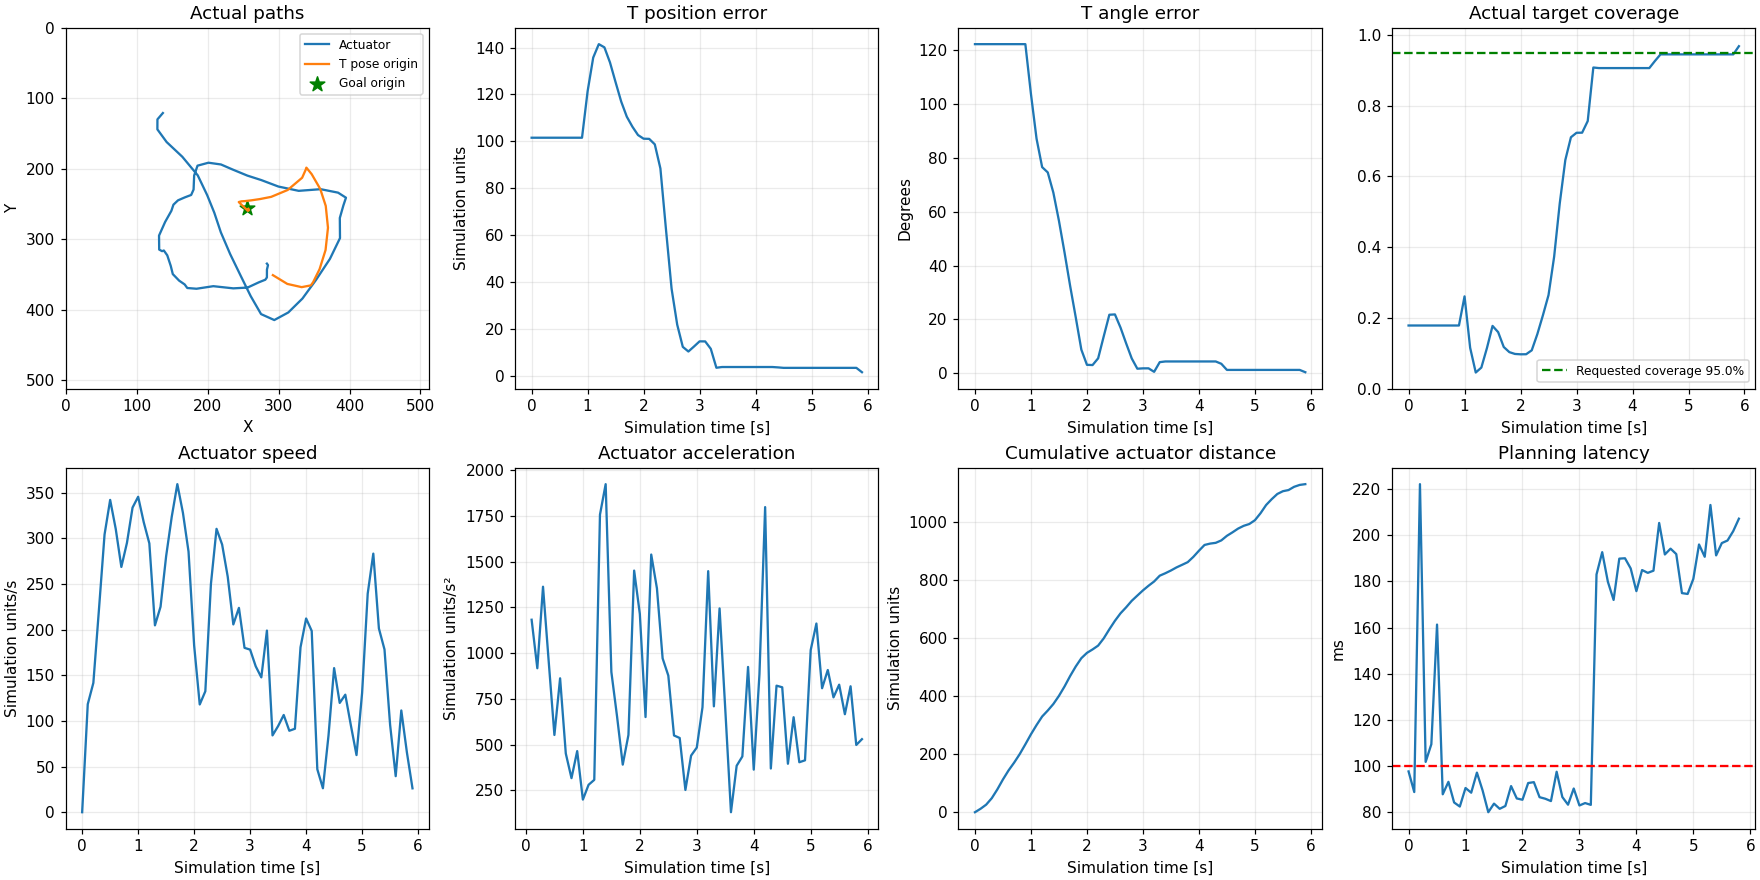 Actual paths
0
100
200
300
400
500
Y
0 100 200 300 400 500
X
Actuator
T pose origin
Goal origin
T position error
140
120
100
80
60
40
20
0
Simulation units
0 1 2 3 4 5 6
Simulation time [s]
T angle error
120
100
80
60
40
20
0
Degrees
0 1 2 3 4 5 6
Simulation time [s]
Actual target coverage
1.0
0.8
0.6
0.4
0.2
0.0
0 1 2 3 4 5 6
Simulation time [s]
Requested coverage 95.0%
Actuator speed
350
300
250
200
150
100
50
0
Simulation units/s
0 1 2 3 4 5 6
Simulation time [s]
Actuator acceleration
2000
1750
1500
1250
1000
750
500
250
Simulation units/s²
0 1 2 3 4 5 6
Simulation time [s]
Cumulative actuator distance
1000
800
600
400
200
0
Simulation units
0 1 2 3 4 5 6
Simulation time [s]
Planning latency
220
200
180
160
140
120
100
80
ms
0 1 2 3 4 5 6
Simulation time [s]